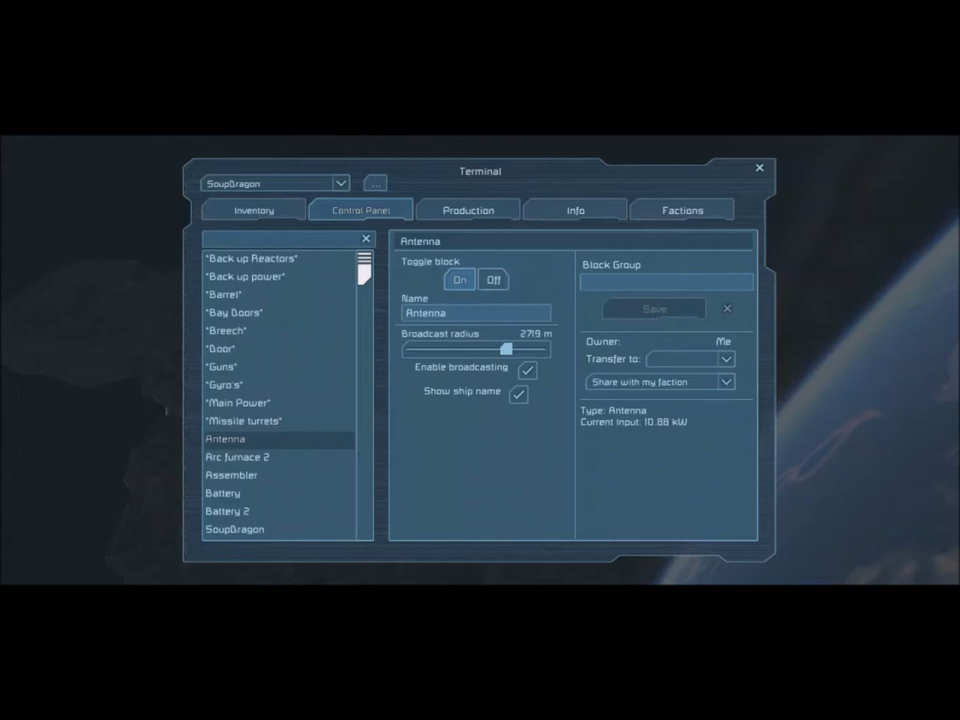 Terminal
SoupDragon
...
Inventory
Control Panel
Production
Info
Factions
*Back up Reactors*
*Back up power*
*Barrel*
*Bay Doors*
*Breech*
*Door*
*Guns*
*Gyro's*
*Main Power*
*Missile turrets*
Antenna
Arc furnace 2
Assembler
Battery
Battery 2
SoupDragon
Antenna
Toggle block
On Off
Name
Antenna
Broadcast radius 2719 m
Enable broadcasting
Show ship name
Block Group
Save
Owner: Me
Transfer to:
Share with my faction
Type: Antenna
Current Input: 10.88 kW